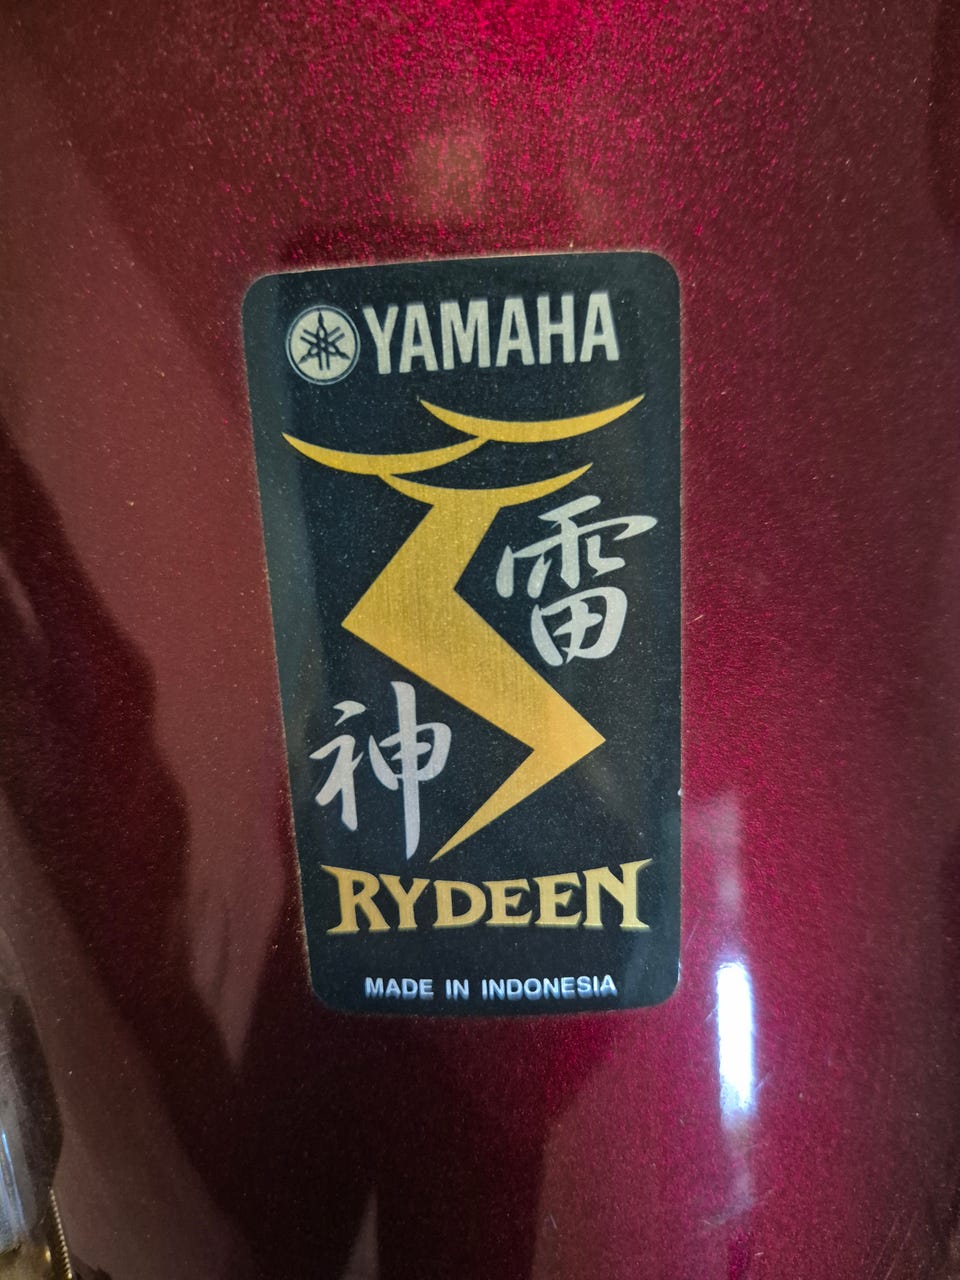 YAMAHA
雷
神
RYDEEN
MADE IN INDONESIA